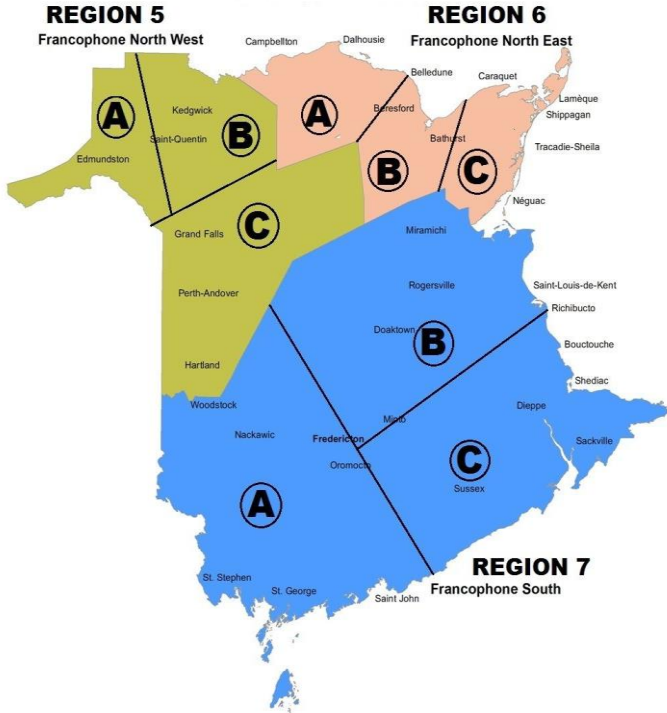 REGION 5
Francophone North West
REGION 6
Francophone North East
Campbellton
Dalhousie
Belledune
Caraquet
Lamèque
Shippagan
A
Kedgwick
B
A
Beresford
Saint-Quentin
Bathurst
Tracadie-Sheila
Edmundston
B
C
Néguac
Grand Falls
C
Miramichi
Rogersville
Saint-Louis-de-Kent
Perth-Andover
Richibucto
Doaktown
B
Bouctouche
Hartland
Shediac
Woodstock
Dieppe
Minto
Nackawic
Fredericton
Sackville
Oromocto
C
Sussex
A
REGION 7
Francophone South
St. Stephen
St. George
Saint John